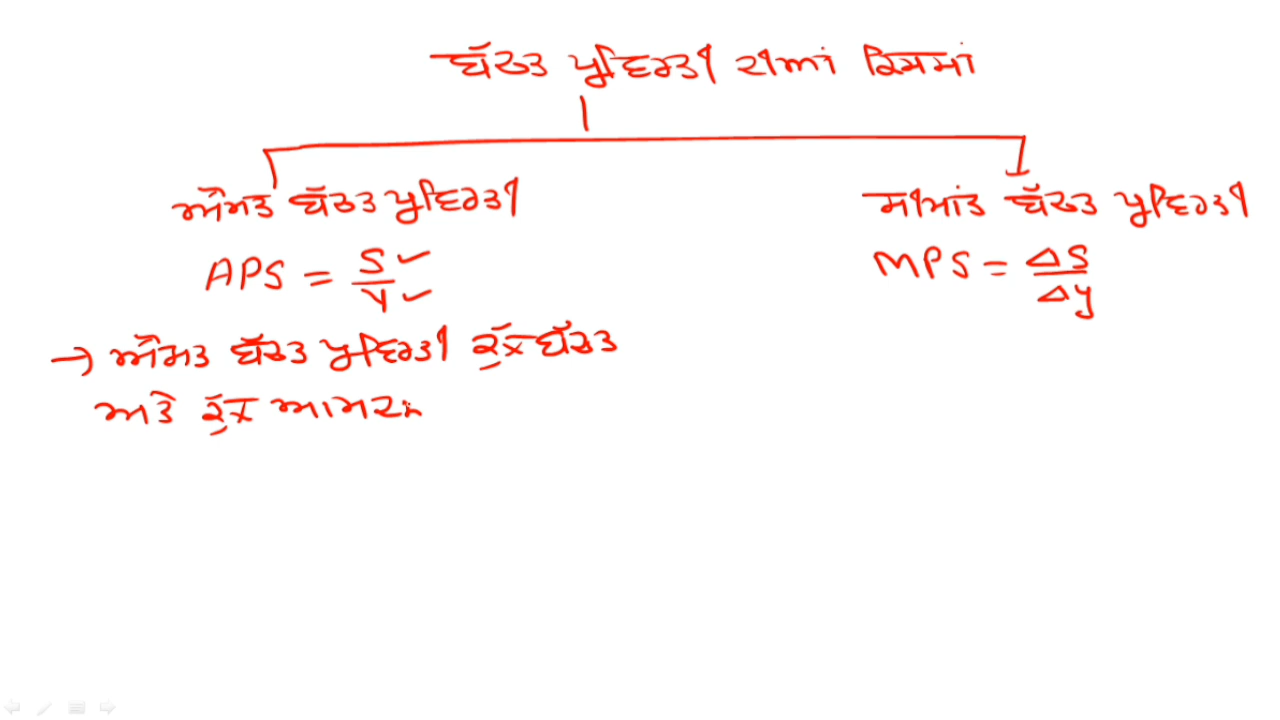 ਬੱਚਤ ਪ੍ਰਵਿਰਤੀ ਦੀਆਂ ਕਿਸਮਾਂ
ਔਸਤ ਬੱਚਤ ਪ੍ਰਵਿਰਤੀ
APS = S/Y
ਸੀਮਾਂਤ ਬੱਚਤ ਪ੍ਰਵਿਰਤੀ
MPS = ΔS/Δy
→ ਔਸਤ ਬੱਚਤ ਪ੍ਰਵਿਰਤੀ ਕੁੱਲ ਬੱਚਤ
ਅਤੇ ਕੁੱਲ